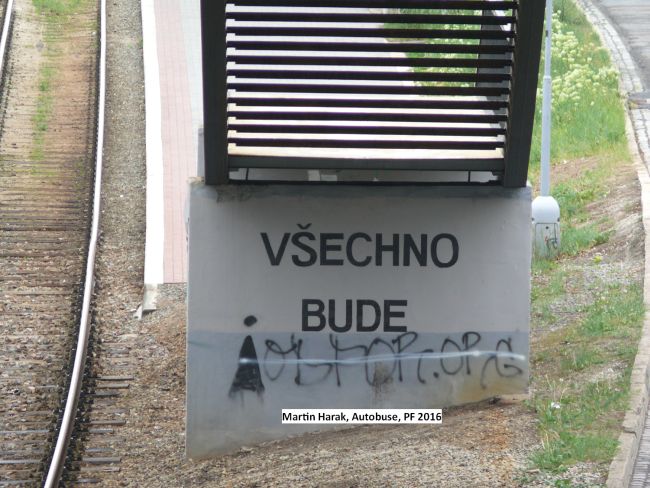 VŠECHNO
BUDE
Martin Harak, Autobuse, PF 2016